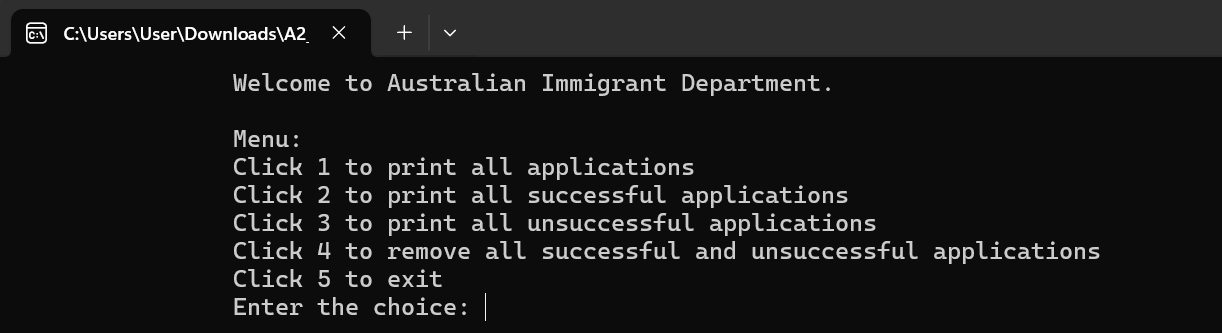 C:\Users\User\Downloads\A2_
Welcome to Australian Immigrant Department.
Menu:
Click 1 to print all applications
Click 2 to print all successful applications
Click 3 to print all unsuccessful applications
Click 4 to remove all successful and unsuccessful applications
Click 5 to exit
Enter the choice: